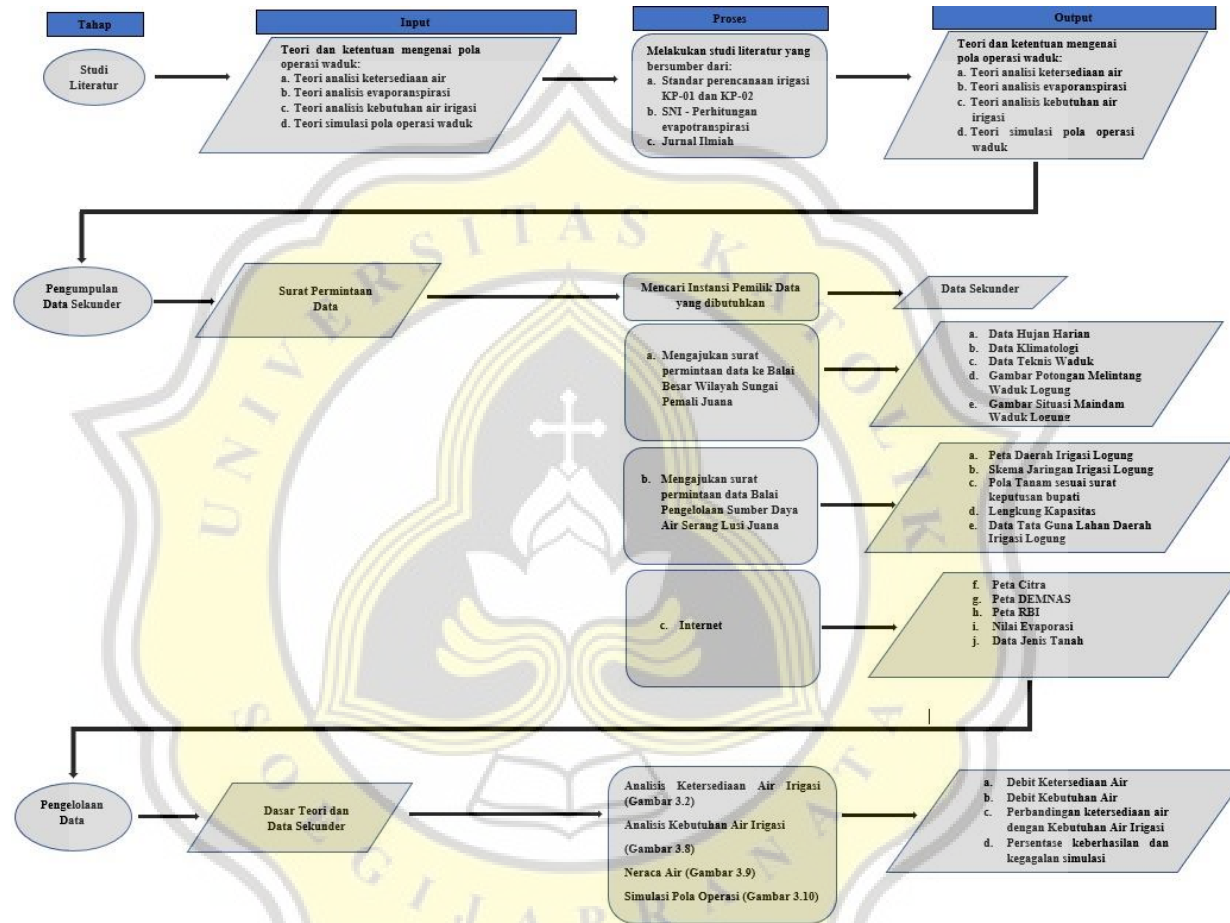 Tahap
Input
Proses
Output
Studi
Literatur
Teori dan ketentuan mengenai pola
operasi waduk:
a. Teori analisi ketersediaan air
b. Teori analisis evaporanspirasi
c. Teori analisis kebutuhan air irigasi
d. Teori simulasi pola operasi waduk
Melakukan studi literatur yang
bersumber dari:
a. Standar perencanaan irigasi
KP-01 dan KP-02
b. SNI - Perhitungan
evapotranspirasi
c. Jurnal Ilmiah
Teori dan ketentuan mengenai
pola operasi waduk:
a. Teori analisi ketersediaan air
b. Teori analisis evaporanspirasi
c. Teori analisis kebutuhan air
irigasi
d. Teori simulasi pola operasi
waduk
Pengumpulan
Data Sekunder
Surat Permintaan
Data
Mencari Instansi Pemilik Data
yang dibutuhkan
Data Sekunder
a. Mengajukan surat
permintaan data ke Balai
Besar Wilayah Sungai
Pemali Juana
a. Data Hujan Harian
b. Data Klimatologi
c. Data Teknis Waduk
d. Gambar Potongan Melintang
Waduk Logung
e. Gambar Situasi Maindam
Waduk Logung
b. Mengajukan surat
permintaan data Balai
Pengelolaan Sumber Daya
Air Serang Lusi Juana
a. Peta Daerah Irigasi Logung
b. Skema Jaringan Irigasi Logung
c. Pola Tanam sesuai surat
keputusan bupati
d. Lengkung Kapasitas
e. Data Tata Guna Lahan Daerah
Irigasi Logung
c. Internet
f. Peta Citra
g. Peta DEMNAS
h. Peta RBI
i. Nilai Evaporasi
j. Data Jenis Tanah
Pengelolaan
Data
Dasar Teori dan
Data Sekunder
Analisis Ketersediaan Air Irigasi
(Gambar 3.2)
Analisis Kebutuhan Air Irigasi
(Gambar 3.8)
Neraca Air (Gambar 3.9)
Simulasi Pola Operasi (Gambar 3.10)
a. Debit Ketersediaan Air
b. Debit Kebutuhan Air
c. Perbandingan ketersediaan air
dengan Kebutuhan Air Irigasi
d. Persentase keberhasilan dan
kegagalan simulasi
UNIVERSITAS KATOLIK
SOEGIJAPRANATA